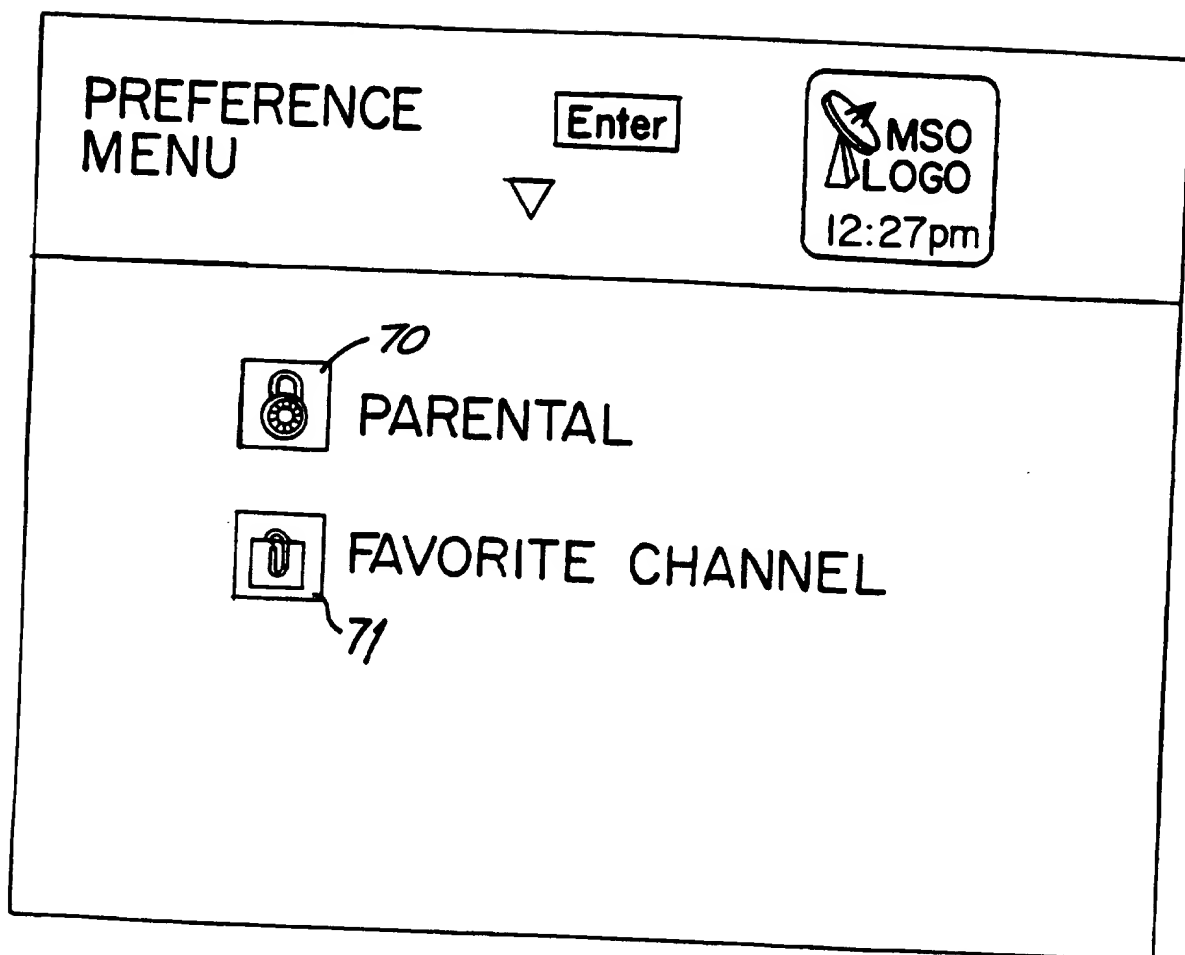 PREFERENCE
MENU
Enter
MSO
LOGO
12:27pm
70
PARENTAL
FAVORITE CHANNEL
71